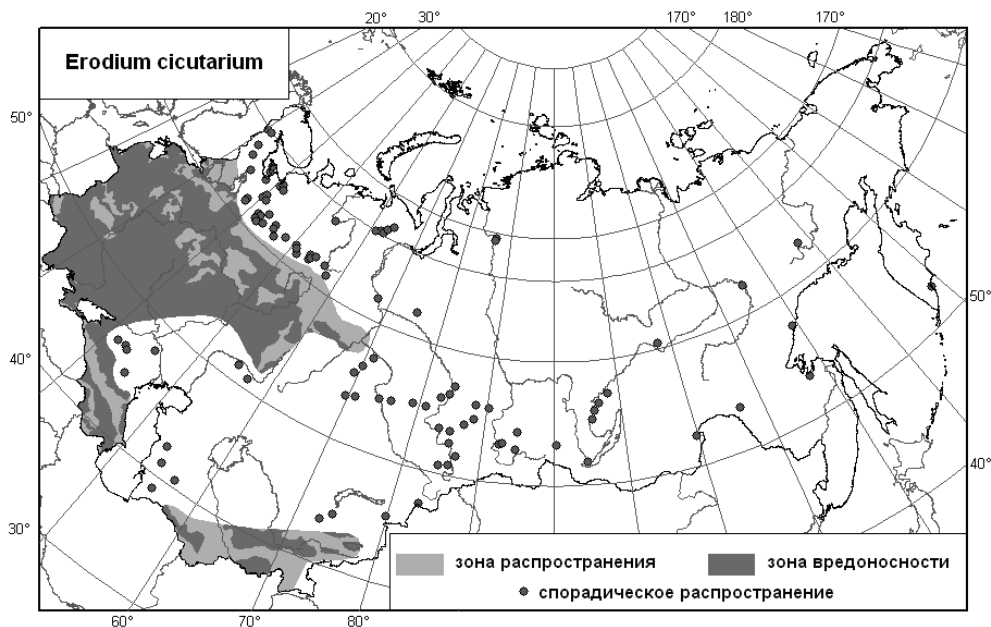 20° 30° 170° 180° 170°
Erodium cicutarium
50°
50°
40°
40°
30°
зона распространения зона вредоносности
спорадическое распространение
60° 70° 80°